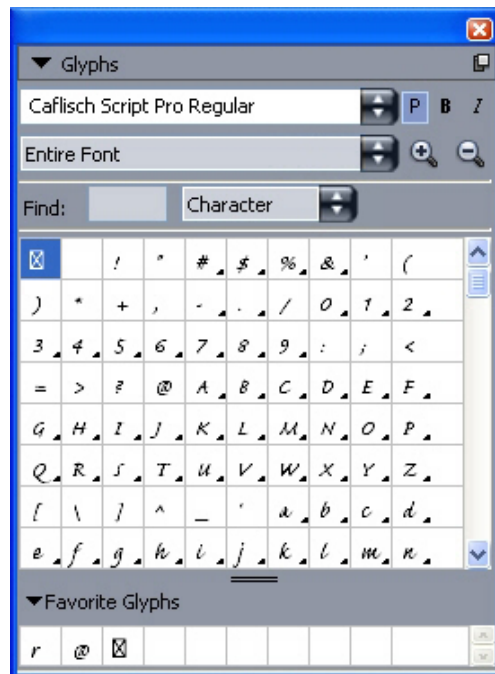 Glyphs
Caflisch Script Pro Regular P B I
Entire Font
Find: Character
! " # $ % & ' (
) * + , - . / 0 1 2
3 4 5 6 7 8 9 : ; <
= > ? @ A B C D E F
G H I J K L M N O P
Q R S T U V W X Y Z
[ \ ] ^ _ ` a b c d
e f g h i j k l m n
Favorite Glyphs
r @